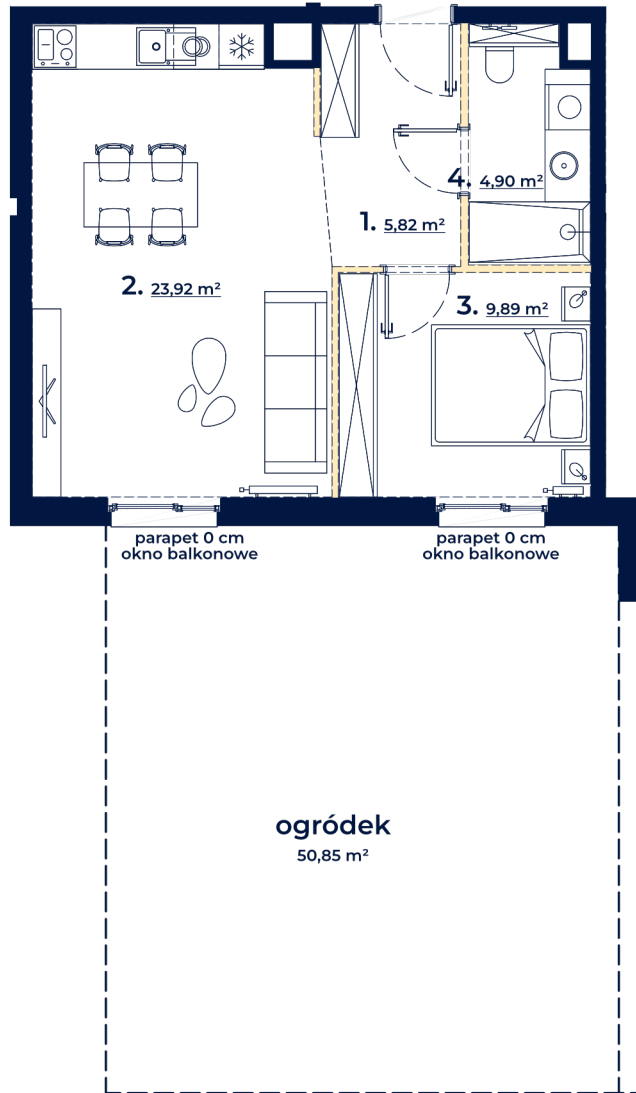 4. 4,90 m²
1. 5,82 m²
2. 23,92 m²
3. 9,89 m²
parapet 0 cm
okno balkonowe
parapet 0 cm
okno balkonowe
ogródek
50,85 m²